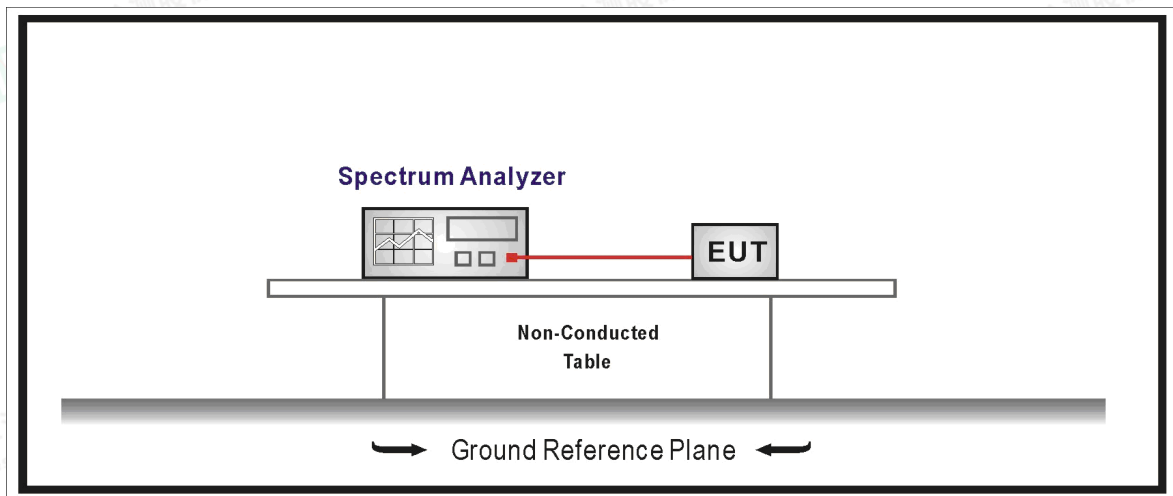 Spectrum Analyzer
EUT
Non-Conducted
Table
Ground Reference Plane